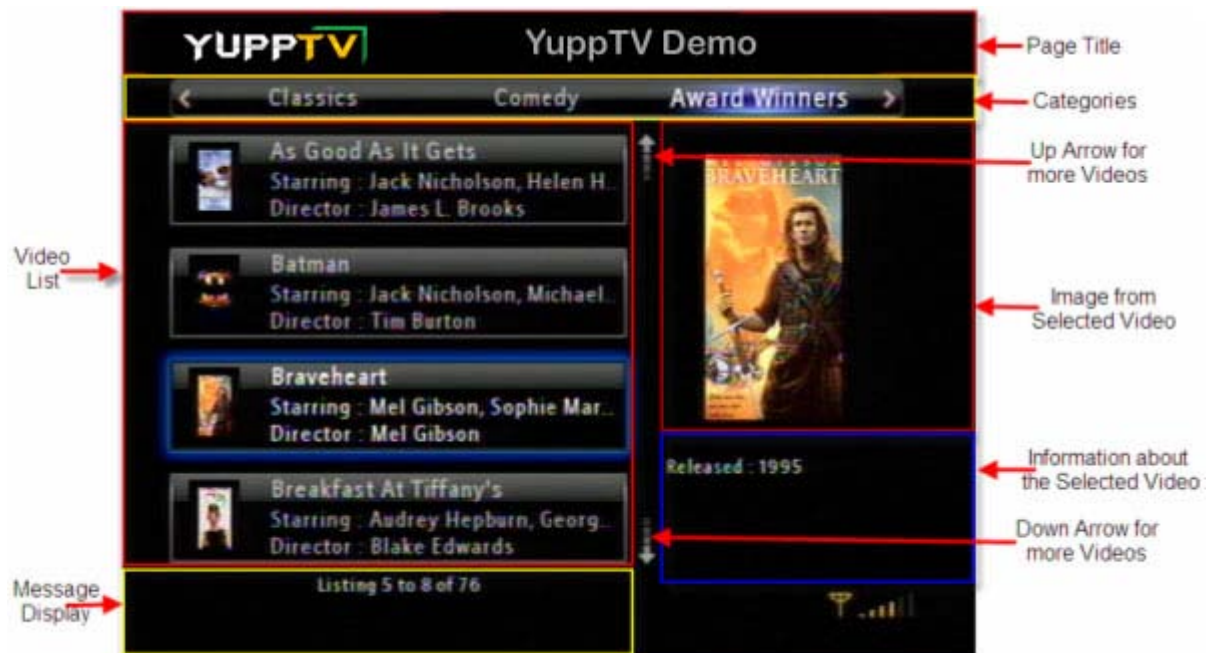 YUPPTV
YuppTV Demo
Page Title
Classics
Comedy
Award Winners
Categories
As Good As It Gets
Starring : Jack Nicholson, Helen H..
Director : James L. Brooks
Up Arrow for
more Videos
BRAVEHEART
Video
List
Batman
Starring : Jack Nicholson, Michael..
Director : Tim Burton
Image from
Selected Video
Braveheart
Starring : Mel Gibson, Sophie Mar..
Director : Mel Gibson
Released : 1995
Information about
the Selected Video
Breakfast At Tiffany's
Starring : Audrey Hepburn, Georg..
Director : Blake Edwards
Down Arrow for
more Videos
Message
Display
Listing 5 to 8 of 76